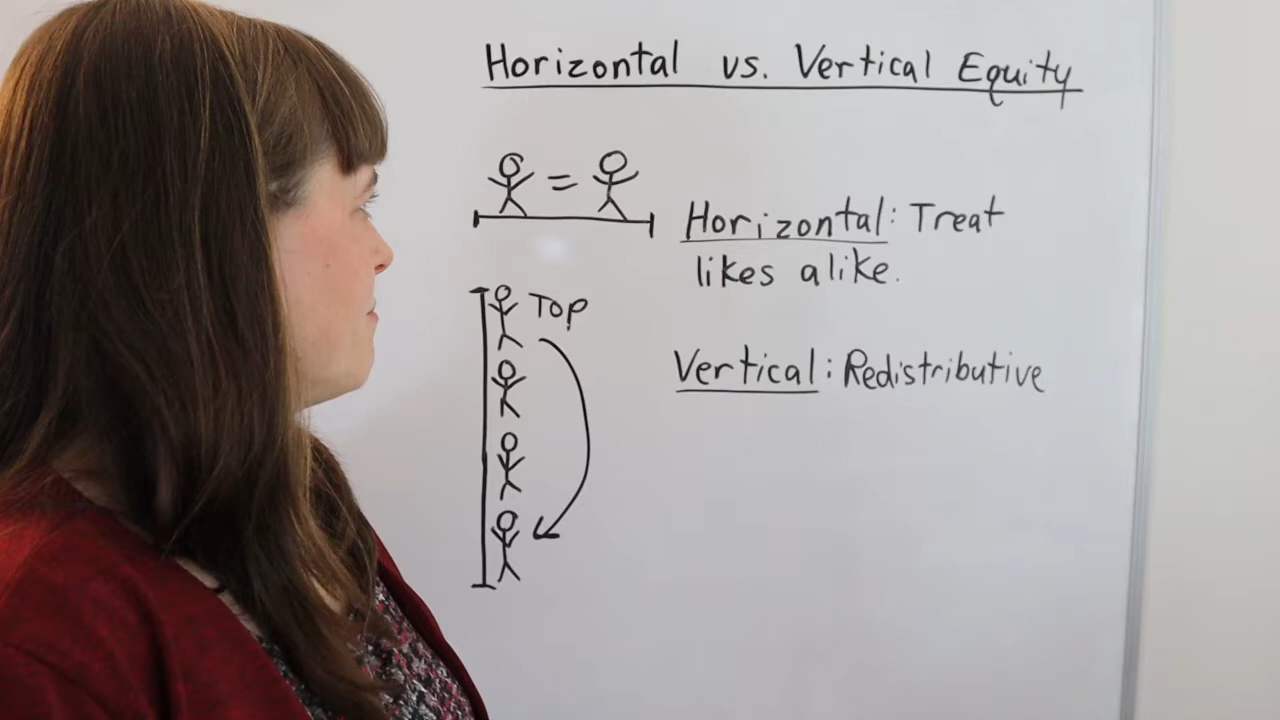 Horizontal vs. Vertical Equity
=
Horizontal: Treat
likes alike.
TOP
Vertical: Redistributive